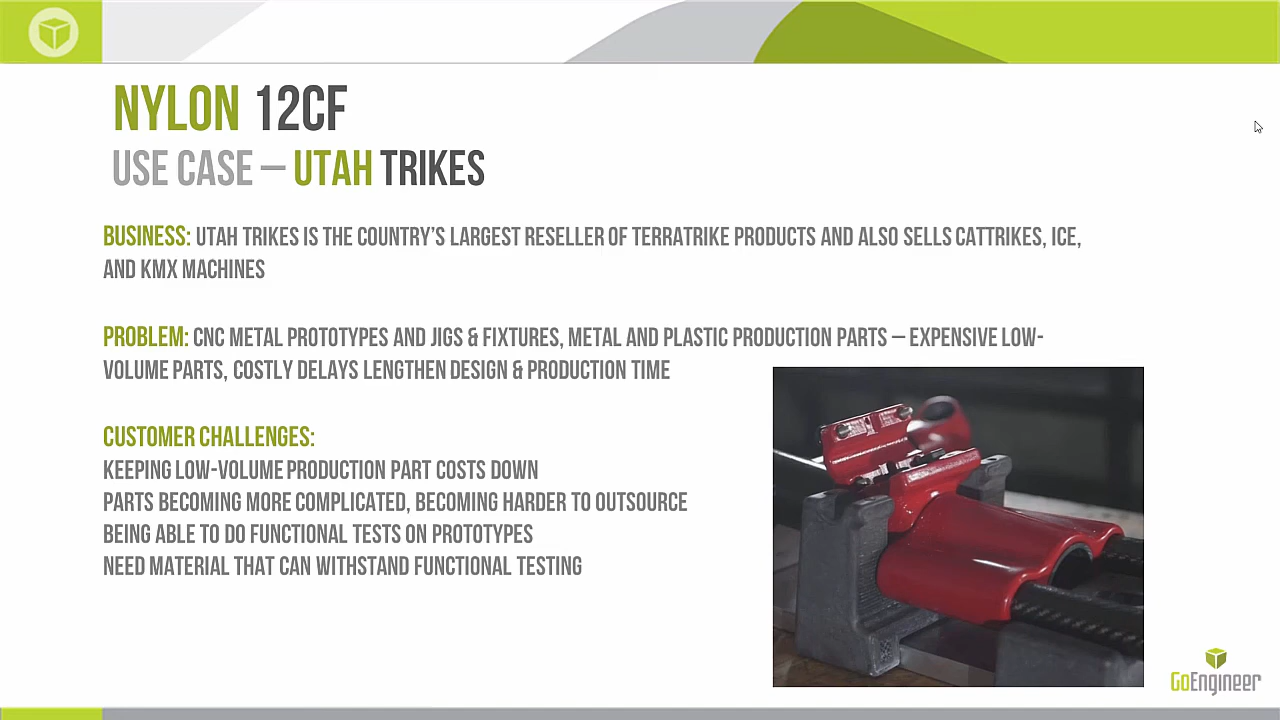 NYLON 12CF
USE CASE – UTAH TRIKES
BUSINESS: UTAH TRIKES IS THE COUNTRY'S LARGEST RESELLER OF TERRATRIKE PRODUCTS AND ALSO SELLS CATTRIKES, ICE,
AND KMX MACHINES
PROBLEM: CNC METAL PROTOTYPES AND JIGS & FIXTURES, METAL AND PLASTIC PRODUCTION PARTS – EXPENSIVE LOW-
VOLUME PARTS, COSTLY DELAYS LENGTHEN DESIGN & PRODUCTION TIME
CUSTOMER CHALLENGES:
KEEPING LOW-VOLUME PRODUCTION PART COSTS DOWN
PARTS BECOMING MORE COMPLICATED, BECOMING HARDER TO OUTSOURCE
BEING ABLE TO DO FUNCTIONAL TESTS ON PROTOTYPES
NEED MATERIAL THAT CAN WITHSTAND FUNCTIONAL TESTING
GoEngineer